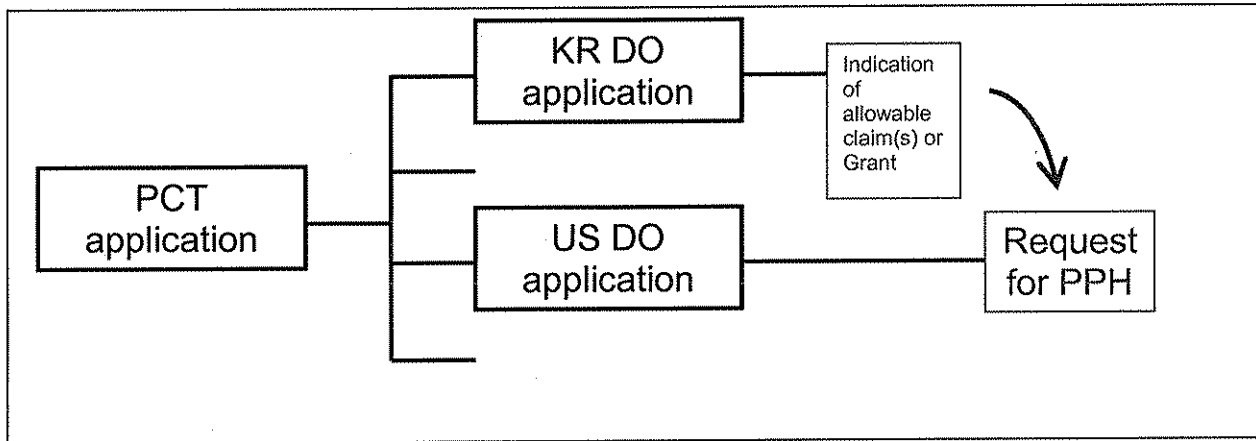 KR DO
application
Indication
of
allowable
claim(s) or
Grant
PCT
application
US DO
application
Request
for PPH